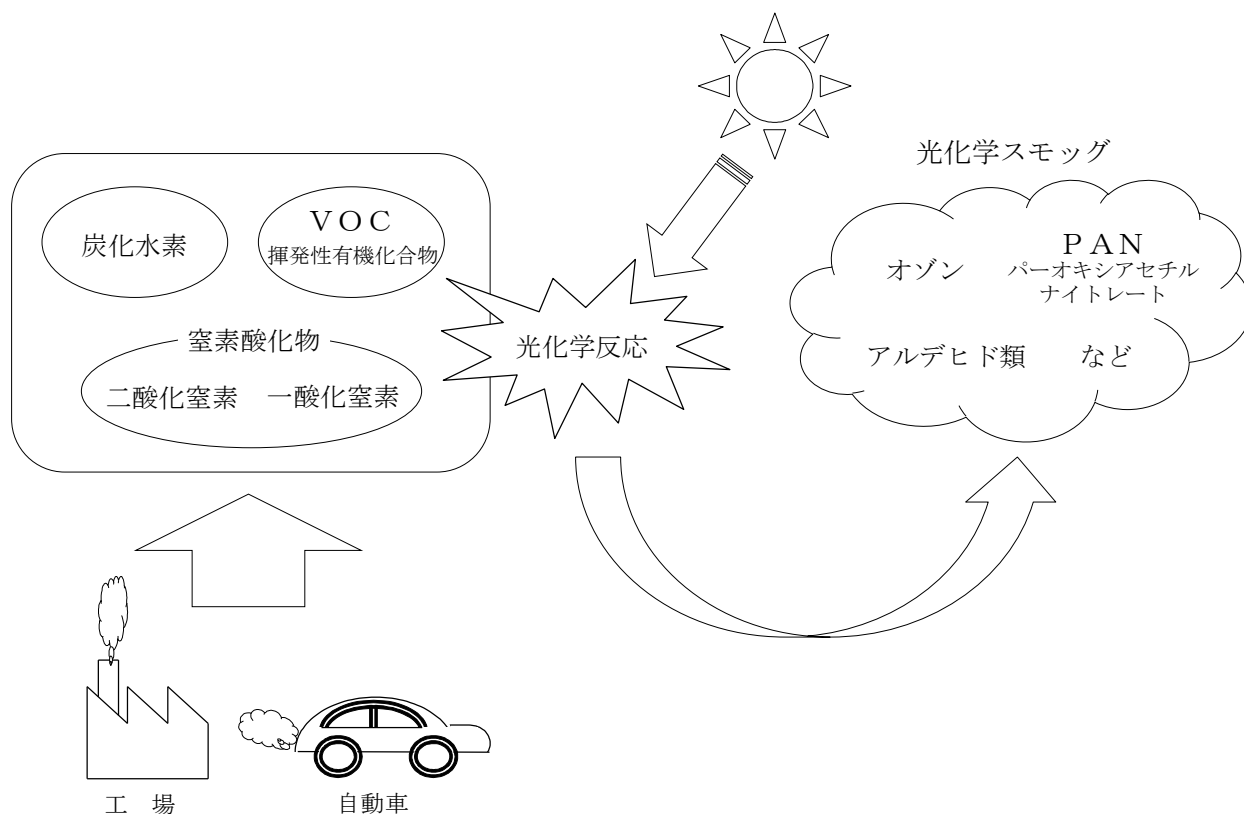 光化学スモッグ
炭化水素
ＶＯＣ
揮発性有機化合物
窒素酸化物
二酸化窒素　一酸化窒素
光化学反応
オゾン
ＰＡＮ
パーオキシアセチル
ナイトレート
アルデヒド類　など
工　場
自動車